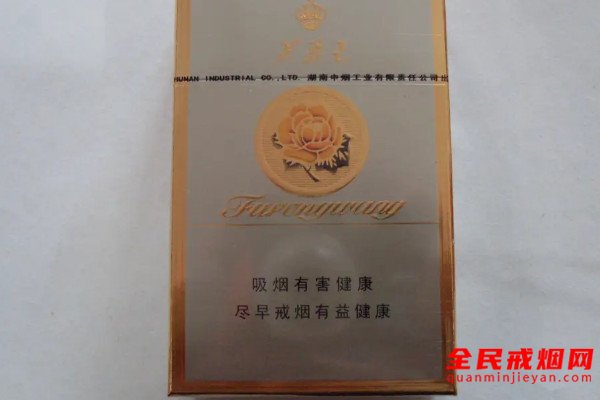 芙蓉王
HUNAN INDUSTRIAL CO.,LTD. 湖南中烟工业有限责任公司出
Furongwang
吸烟有害健康
尽早戒烟有益健康
全民戒烟网
quanminjieyan.com